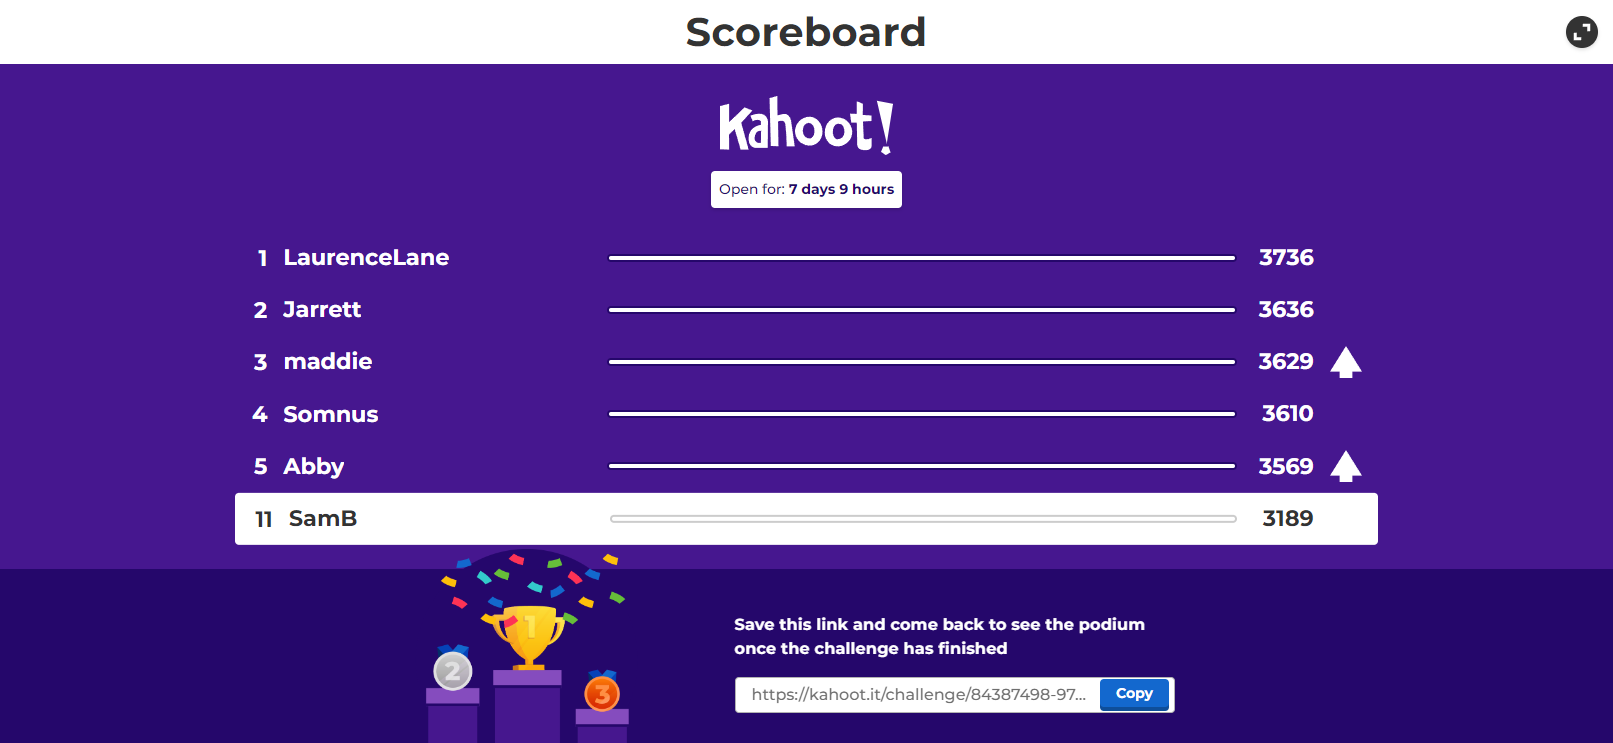 Scoreboard
Kahoot!
Open for: 7 days 9 hours
1 LaurenceLane 3736
2 Jarrett 3636
3 maddie 3629
4 Somnus 3610
5 Abby 3569
11 SamB 3189
1
2
3
Save this link and come back to see the podium
once the challenge has finished
https://kahoot.it/challenge/84387498-97... Copy